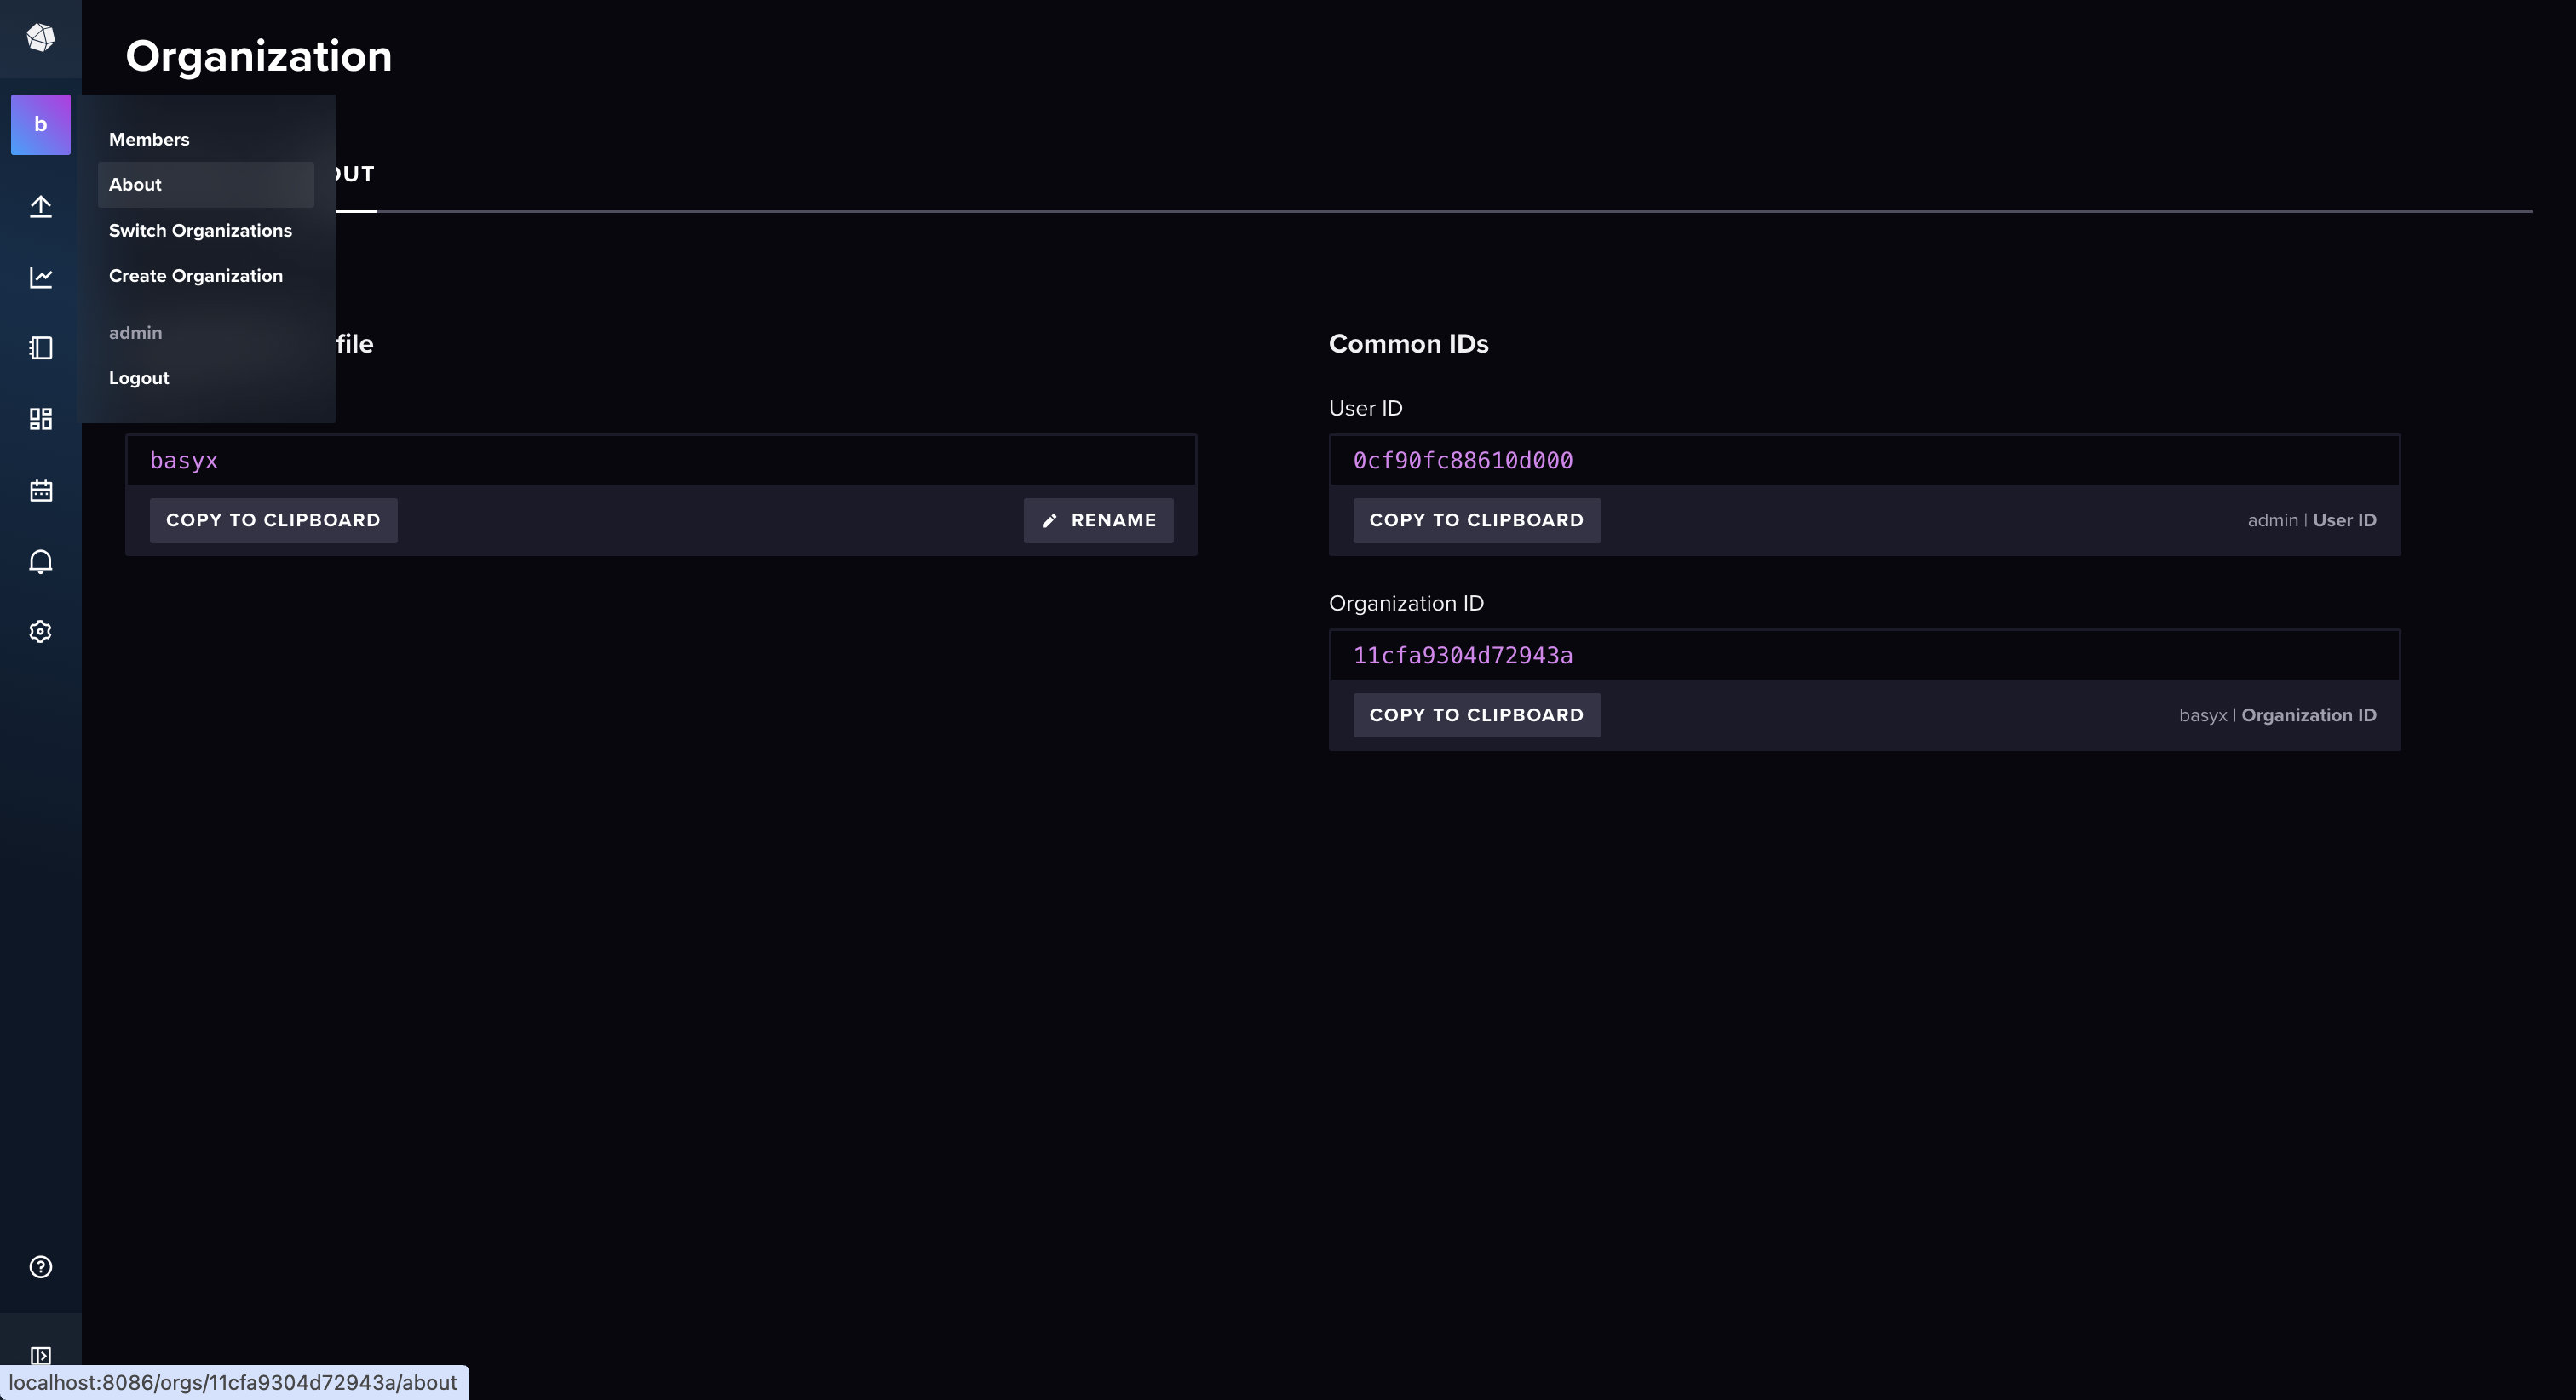 Organization
b
Members
About
Switch Organizations
Create Organization
admin
Logout
OUT
file
basyx
COPY TO CLIPBOARD
RENAME
Common IDs
User ID
0cf90fc88610d000
COPY TO CLIPBOARD
admin | User ID
Organization ID
11cfa9304d72943a
COPY TO CLIPBOARD
basyx | Organization ID
localhost:8086/orgs/11cfa9304d72943a/about